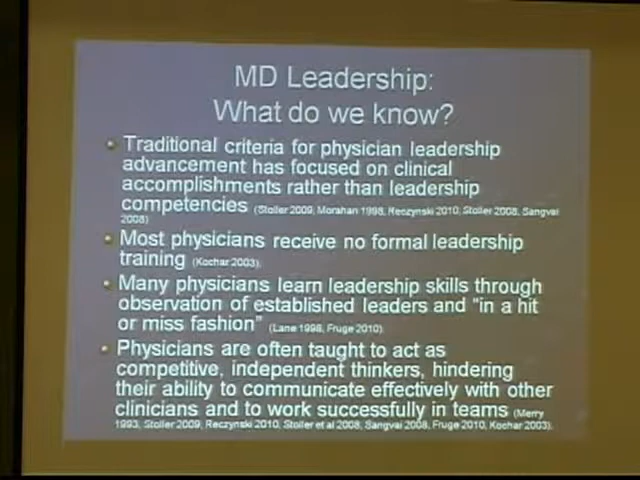 MD Leadership:
What do we know?
Traditional criteria for physician leadership
advancement has focused on clinical
accomplishments rather than leadership
competencies (Stoller 2009, Morahan 1998, Reczynski 2010, Stoller 2008, Sangvai
2008)
Most physicians receive no formal leadership
training (Kochar 2003).
Many physicians learn leadership skills through
observation of established leaders and "in a hit
or miss fashion" (Lane 1998, Fruge 2010).
Physicians are often taught to act as
competitive, independent thinkers, hindering
their ability to communicate effectively with other
clinicians and to work successfully in teams (Merry
1993, Stoller 2009, Reczynski 2010, Stoller et al 2008, Sangvai 2008, Fruge 2010, Kochar 2003).